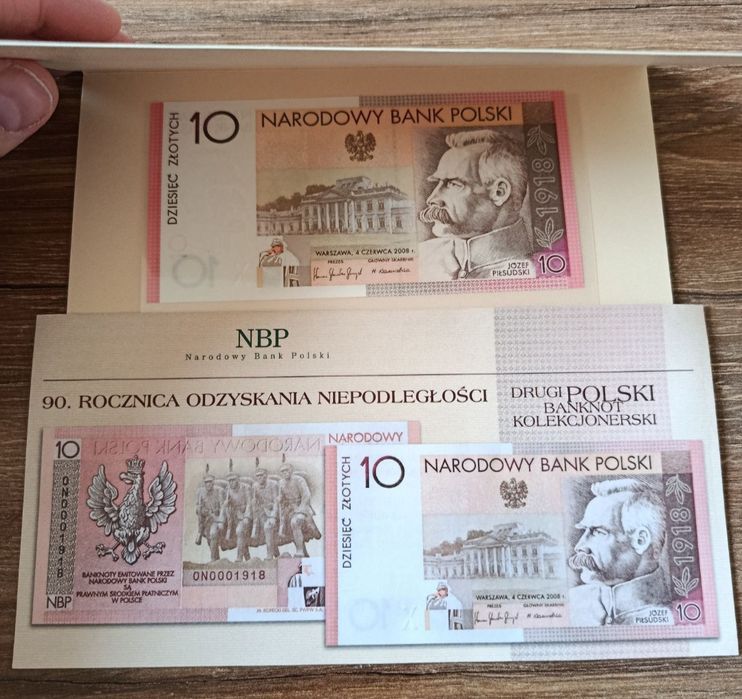 10 NARODOWY BANK POLSKI
DZIESIĘĆ ZŁOTYCH
1918
WARSZAWA, 4 CZERWCA 2008 r.
PREZES GŁÓWNY SKARBNIK
JÓZEF
PIŁSUDSKI
10
10
NBP
Narodowy Bank Polski
90. ROCZNICA ODZYSKANIA NIEPODLEGŁOŚCI
DRUGI POLSKI
BANKNOT
KOLEKCJONERSKI
10
NARODOWY
0N0001918
0N0001918
BANKNOTY EMITOWANE PRZEZ
NARODOWY BANK POLSKI
SĄ
PRAWNYM ŚRODKIEM PŁATNICZYM
W POLSCE
NBP
10 NARODOWY BANK POLSKI
DZIESIĘĆ ZŁOTYCH
1918
WARSZAWA, 4 CZERWCA 2008 r.
PREZES GŁÓWNY SKARBNIK
JÓZEF
PIŁSUDSKI
10